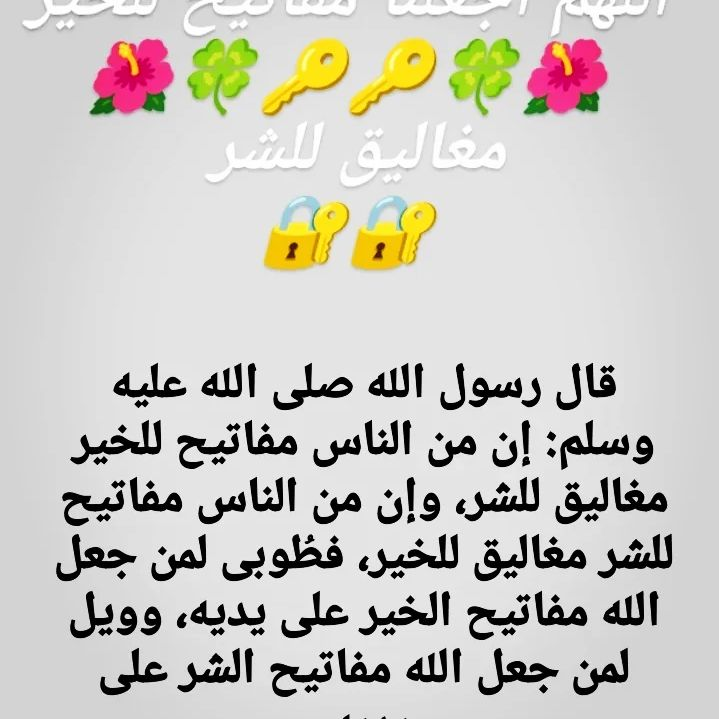 اللهم اجعلنا مفاتيح للخير
مغاليق للشر
قال رسول الله صلى الله عليه
وسلم: إن من الناس مفاتيح للخير
مغاليق للشر، وإن من الناس مفاتيح
للشر مغاليق للخير، فطُوبى لمن جعل
الله مفاتيح الخير على يديه، وويل
لمن جعل الله مفاتيح الشر على